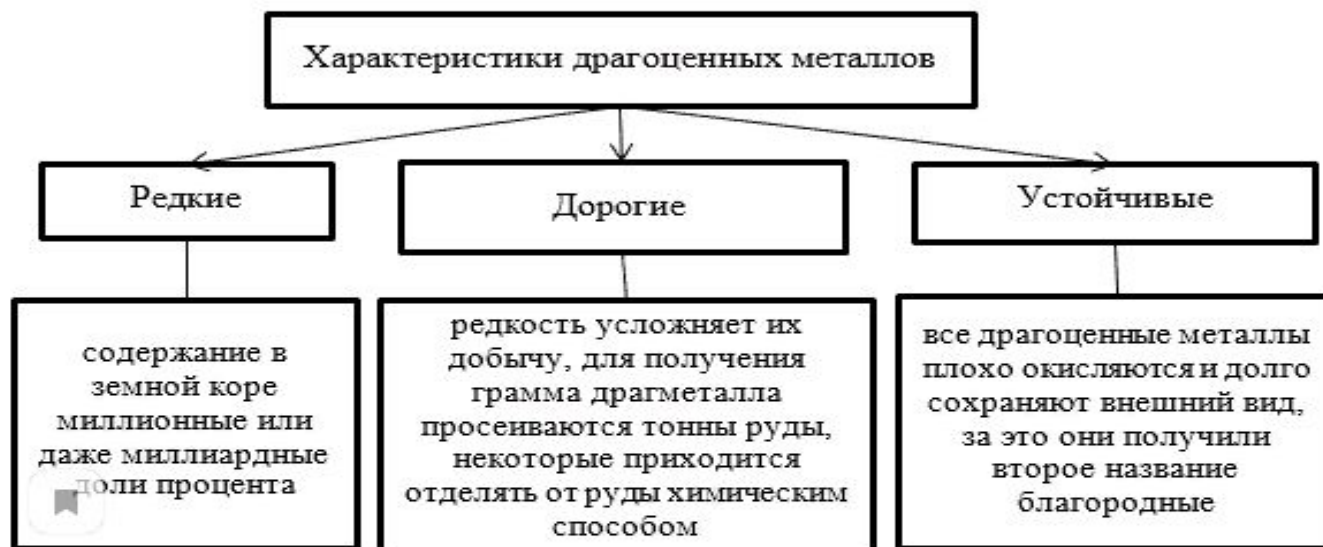 Характеристики драгоценных металлов
Редкие
Дорогие
Устойчивые
содержание в
земной коре
миллионные или
даже миллиардные
доли процента
редкость усложняет их
добычу, для получения
грамма драгметалла
просеиваются тонны руды,
некоторые приходится
отделять от руды химическим
способом
все драгоценные металлы
плохо окисляются и долго
сохраняют внешний вид,
за это они получили
второе название
благородные